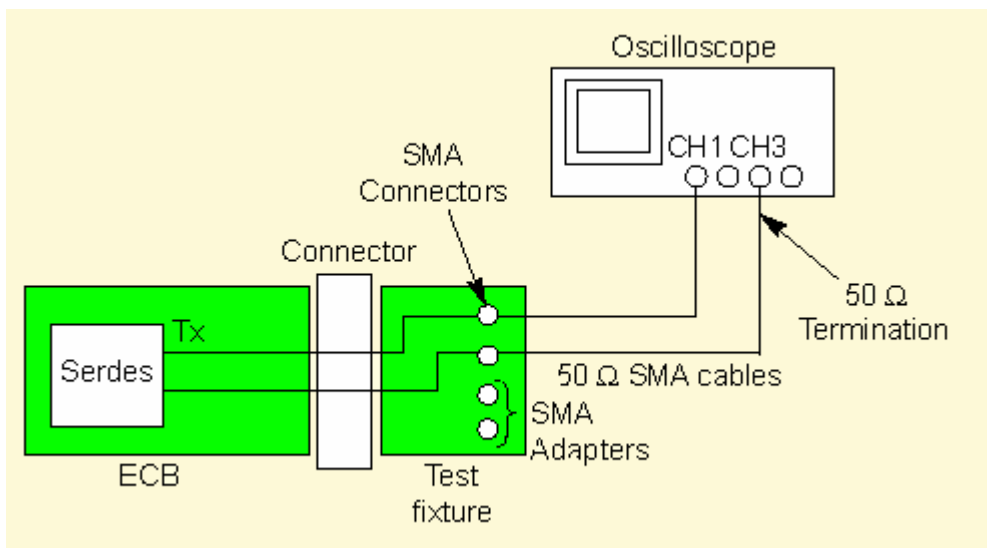 Oscilloscope
CH1 CH3
SMA
Connectors
Connector
50 Ω
Termination
Tx
Serdes
50 Ω SMA cables
SMA
Adapters
ECB
Test
fixture